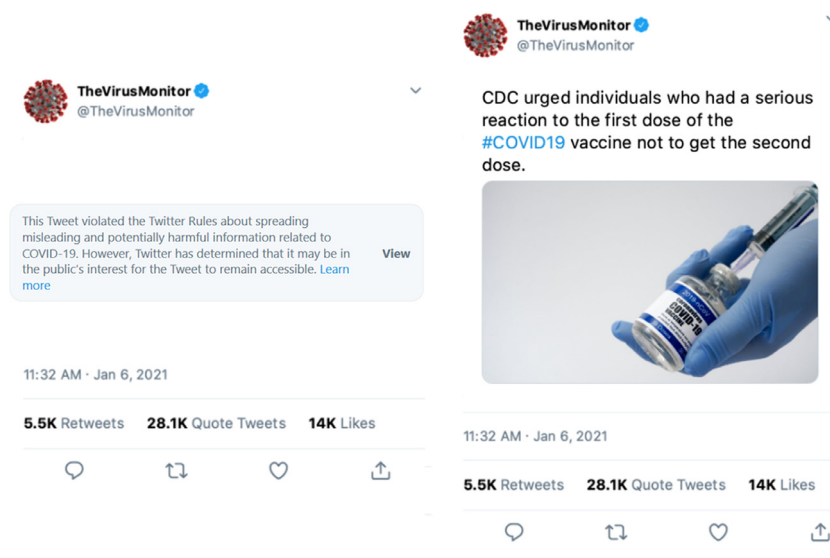 TheVirusMonitor
@TheVirusMonitor
This Tweet violated the Twitter Rules about spreading
misleading and potentially harmful information related to
COVID-19. However, Twitter has determined that it may be in
the public's interest for the Tweet to remain accessible. Learn
more
View
11:32 AM · Jan 6, 2021
5.5K Retweets 28.1K Quote Tweets 14K Likes
TheVirusMonitor
@TheVirusMonitor
CDC urged individuals who had a serious
reaction to the first dose of the
#COVID19 vaccine not to get the second
dose.
2019-nCoV
coronavirus
COVID-19
VACCINE
11:32 AM · Jan 6, 2021
5.5K Retweets 28.1K Quote Tweets 14K Likes